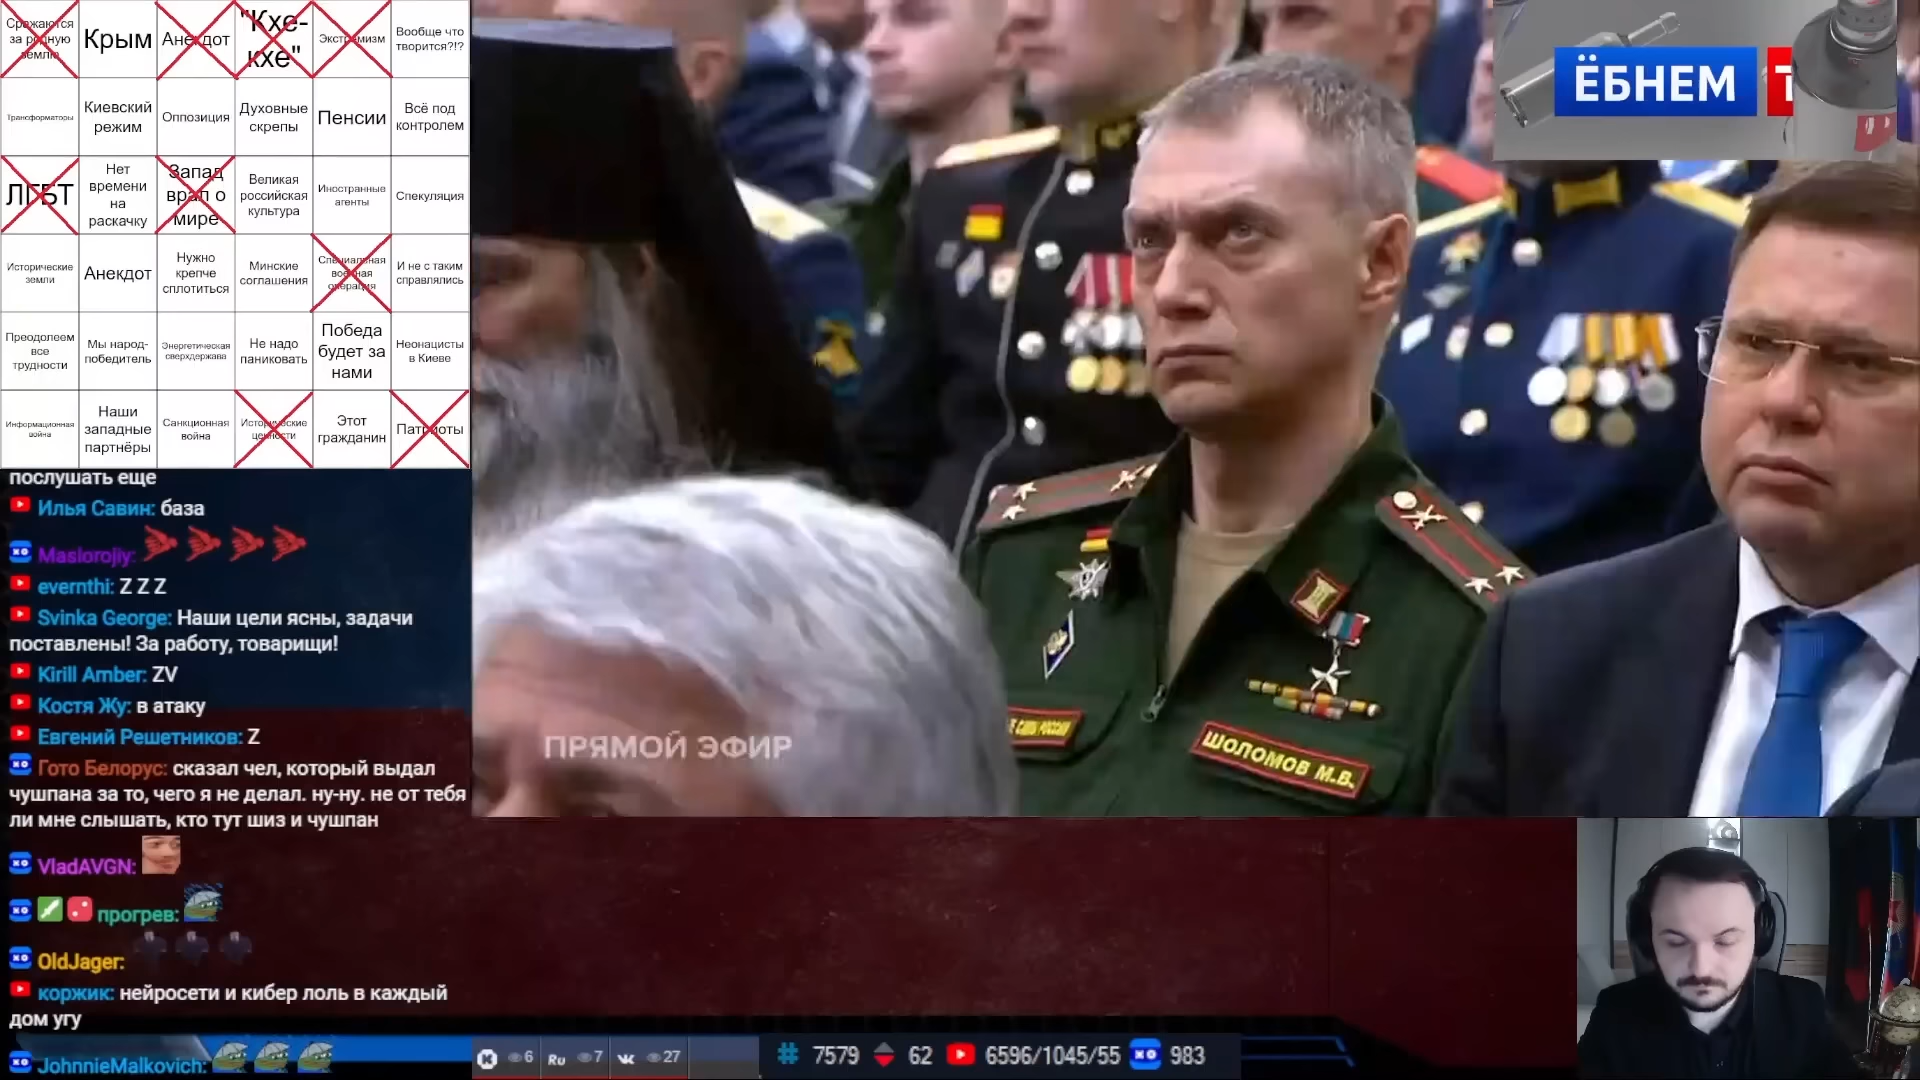 Сражаются
за родную
землю
Крым
Анекдот
"Кхе-
кхе"
Экстремизм
Вообще что
творится?!?
Трансформаторы
Киевский
режим
Оппозиция
Духовные
скрепы
Пенсии
Всё под
контролем
ЛГБТ
Нет
времени
на
раскачку
Запад
врал о
мире
Великая
российская
культура
Иностранные
агенты
Спекуляция
Исторические
земли
Анекдот
Нужно
крепче
сплотиться
Минские
соглашения
Специальная
военная
операция
И не с таким
справлялись
Преодолеем
все
трудности
Мы народ-
победитель
Энергетическая
сверхдержава
Не надо
паниковать
Победа
будет за
нами
Неонацисты
в Киеве
Информационная
война
Наши
западные
партнёры
Санкционная
война
Исторические
ценности
Этот
гражданин
Патриоты
послушать еще
Илья Савин: база
Maslorojiy:
evernthi: Z Z Z
Svinka George: Наши цели ясны, задачи
поставлены! За работу, товарищи!
Kirill Amber: ZV
Костя Жу: в атаку
Евгений Решетников: Z
Гото Белорус: сказал чел, который выдал
чушпана за то, чего я не делал. ну-ну. не от тебя
ли мне слышать, кто тут шиз и чушпан
VladAVGN:
прогрев:
OldJager:
коржик: нейросети и кибер лоль в каждый
дом угу
JohnnieMalkovich:
ЁБНЕМ
ПРЯМОЙ ЭФИР
ШОЛОМОВ М.В.
6
Ru 7
27
# 7579 62 6596/1045/55 983